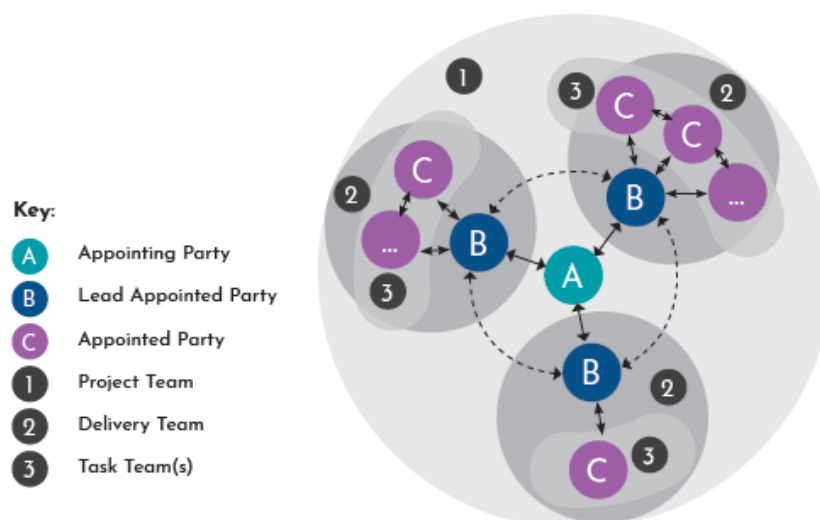 1
3
C
2
C
C
...
2
B
Key:
...
B
A
A Appointing Party
3
B Lead Appointed Party
C Appointed Party
B
2
1 Project Team
2 Delivery Team
3
3 Task Team(s)
C